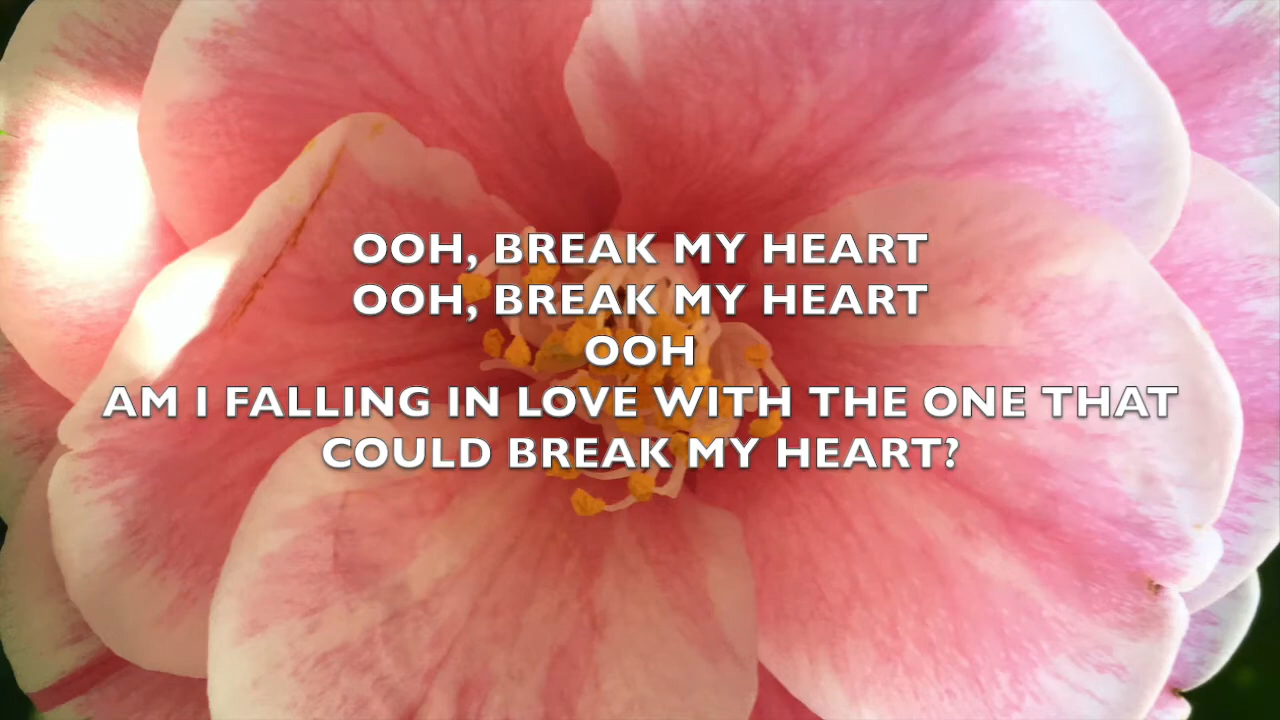 OOH, BREAK MY HEART
OOH, BREAK MY HEART
OOH
AM I FALLING IN LOVE WITH THE ONE THAT
COULD BREAK MY HEART?